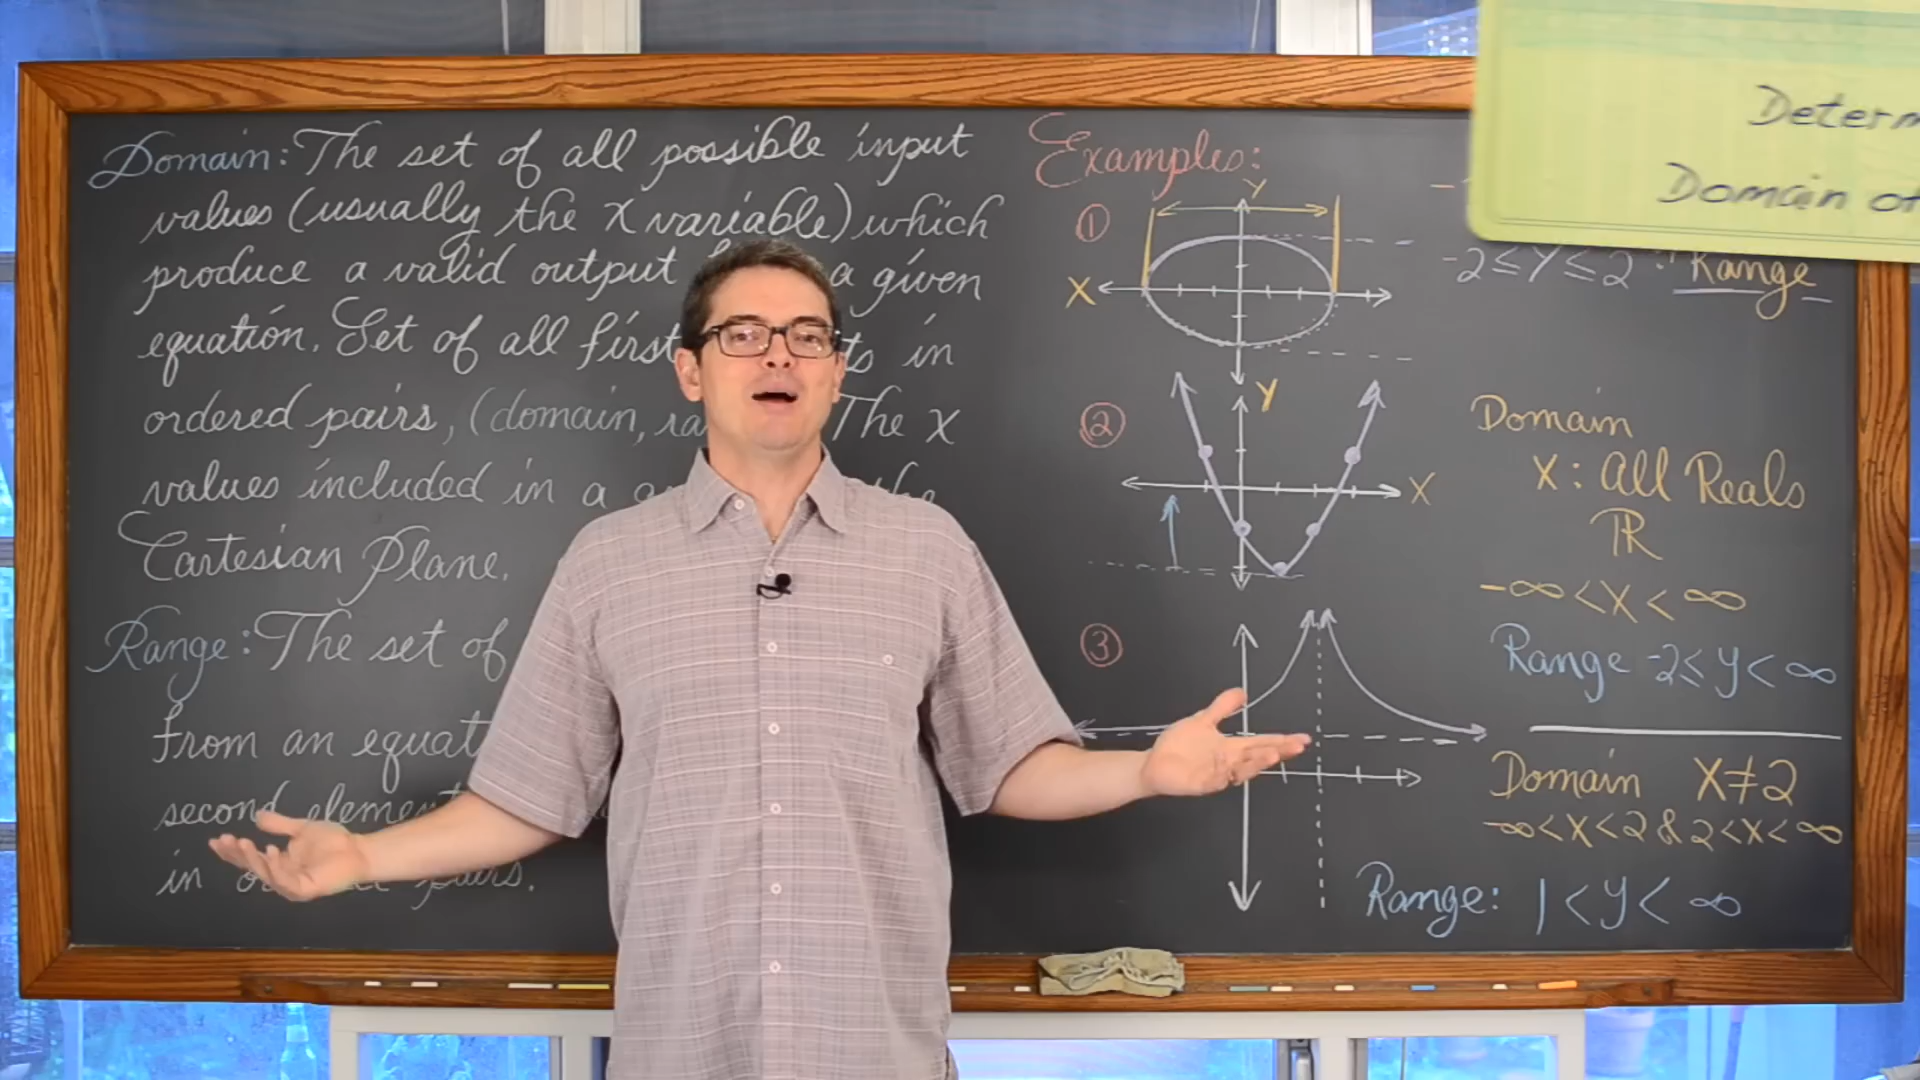 Domain: The set of all possible input
values (usually the x variable) which
produce a valid output a given
equation. Set of all first in
ordered pairs, (domain, The x
values included in a
Cartesian Plane.
Range: The set of
from an
second
in pairs.
Examples:
1
Y
X
-2≤Y≤2 : Range
2
Y
X
Domain
X: All Reals
ℝ
-∞<X<∞
Range -2≤y<∞
3
Domain X≠2
-∞<X<2 & 2<X<∞
Range: 1<y<∞
Domain of